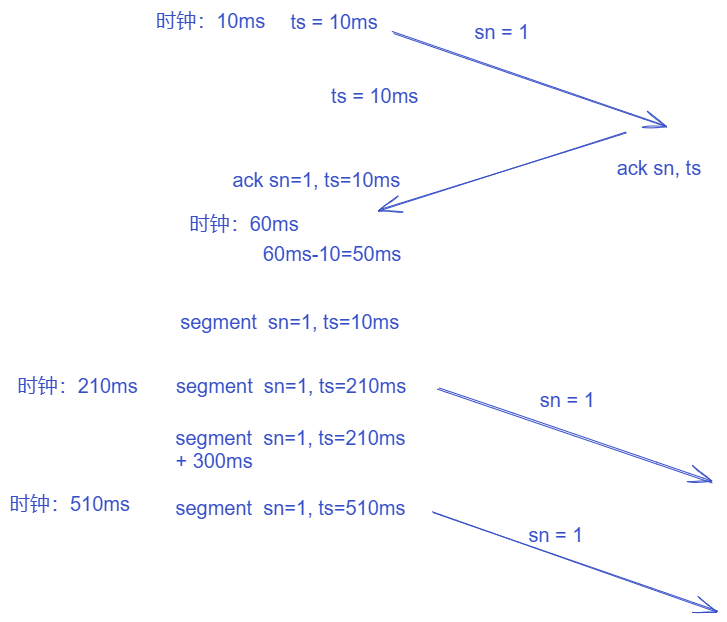 时钟：10ms ts = 10ms
sn = 1
ts = 10ms
ack sn, ts
ack sn=1, ts=10ms
时钟：60ms
60ms-10=50ms
segment sn=1, ts=10ms
时钟：210ms segment sn=1, ts=210ms
sn = 1
segment sn=1, ts=210ms
+ 300ms
时钟：510ms segment sn=1, ts=510ms
sn = 1